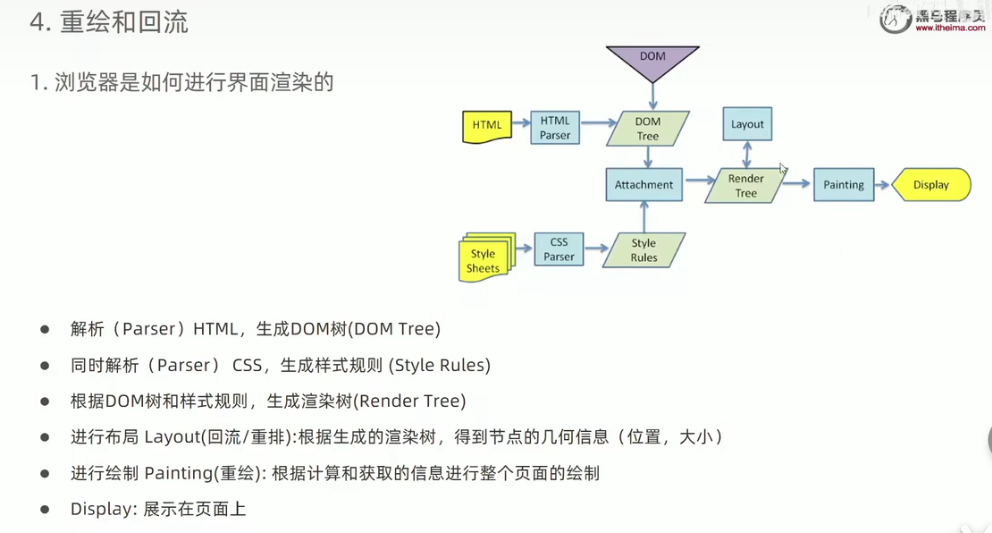 4. 重绘和回流
黑马程序员
www.itheima.com
1. 浏览器是如何进行界面渲染的
DOM
HTML
HTML
Parser
DOM
Tree
Layout
Attachment
Render
Tree
Painting
Display
Style
Sheets
CSS
Parser
Style
Rules
● 解析（Parser）HTML，生成DOM树(DOM Tree)
● 同时解析（Parser） CSS，生成样式规则 (Style Rules)
● 根据DOM树和样式规则，生成渲染树(Render Tree)
● 进行布局 Layout(回流/重排):根据生成的渲染树，得到节点的几何信息（位置，大小）
● 进行绘制 Painting(重绘): 根据计算和获取的信息进行整个页面的绘制
● Display: 展示在页面上